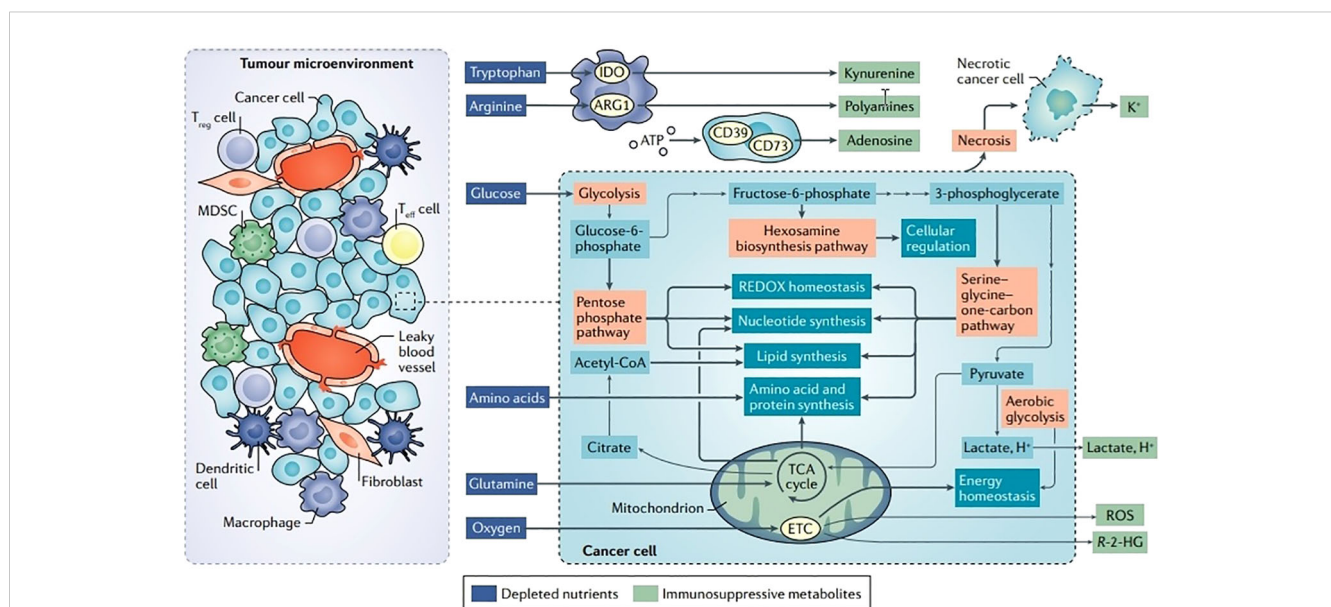 Tumour microenvironment
Cancer cell
Treg cell
MDSC
Teff cell
Leaky
blood
vessel
Dendritic
cell
Fibroblast
Macrophage
Tryptophan
IDO
Kynurenine
Arginine
ARG1
Polyamines
ATP
CD39
CD73
Adenosine
Necrotic
cancer cell
K+
Necrosis
Glucose
Glycolysis
Fructose-6-phosphate
3-phosphoglycerate
Glucose-6-
phosphate
Hexosamine
biosynthesis pathway
Cellular
regulation
Pentose
phosphate
pathway
REDOX homeostasis
Nucleotide synthesis
Lipid synthesis
Serine–
glycine–
one-carbon
pathway
Acetyl-CoA
Pyruvate
Amino acids
Amino acid and
protein synthesis
Aerobic
glycolysis
Citrate
Lactate, H+
Lactate, H+
Glutamine
TCA
cycle
Energy
homeostasis
Mitochondrion
Oxygen
ETC
ROS
R-2-HG
Cancer cell
Depleted nutrients
Immunosuppressive metabolites